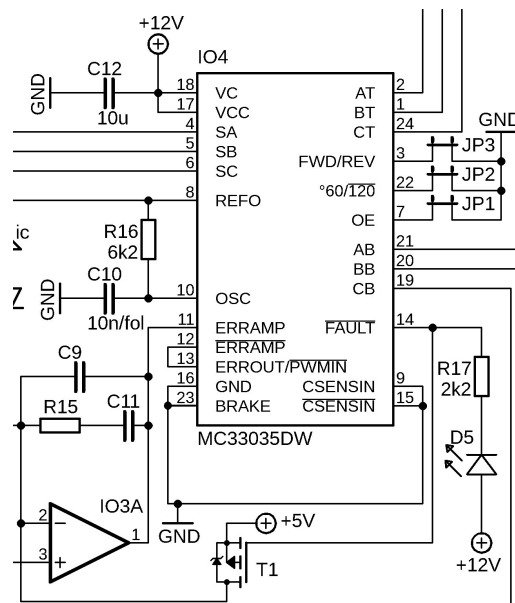 +12V
IO4
C12
GND
10u
18
VC
AT
2
17
VCC
BT
1
4
SA
CT
24
GND
5
SB
JP3
6
SC
FWD/REV
3
JP2
°60/120
22
8
REFO
OE
7
JP1
ic
R16
6k2
AB
21
BB
20
C10
CB
19
GND
10
OSC
10n/fol
11
ERRAMP
FAULT
14
12
ERRAMP
C9
13
ERROUT/PWMIN
R17
2k2
16
GND
CSENSIN
9
R15
C11
23
BRAKE
CSENSIN
15
MC33035DW
D5
IO3A
2
−
1
+5V
GND
3
+
T1
+12V